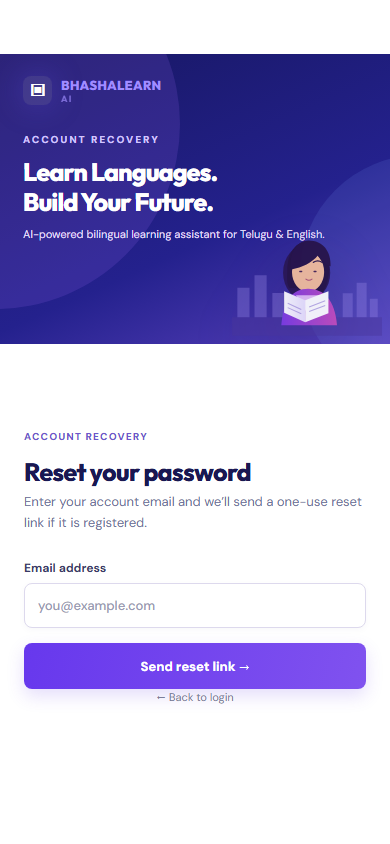 BHASHALEARN
AI
ACCOUNT RECOVERY
Learn Languages.
Build Your Future.
AI-powered bilingual learning assistant for Telugu & English.
ACCOUNT RECOVERY
Reset your password
Enter your account email and we’ll send a one-use reset
link if it is registered.
Email address
you@example.com
Send reset link →
← Back to login